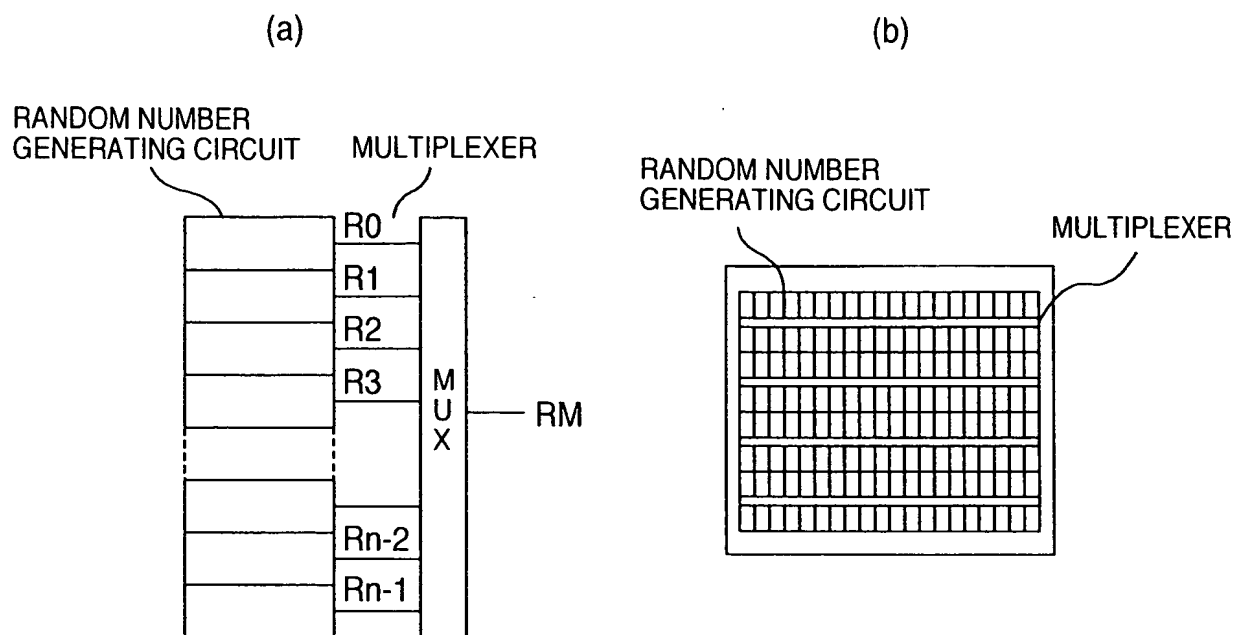 (a)
RANDOM NUMBER
GENERATING CIRCUIT
MULTIPLEXER
R0
R1
R2
R3
Rn-2
Rn-1
MUX
RM
(b)
RANDOM NUMBER
GENERATING CIRCUIT
MULTIPLEXER